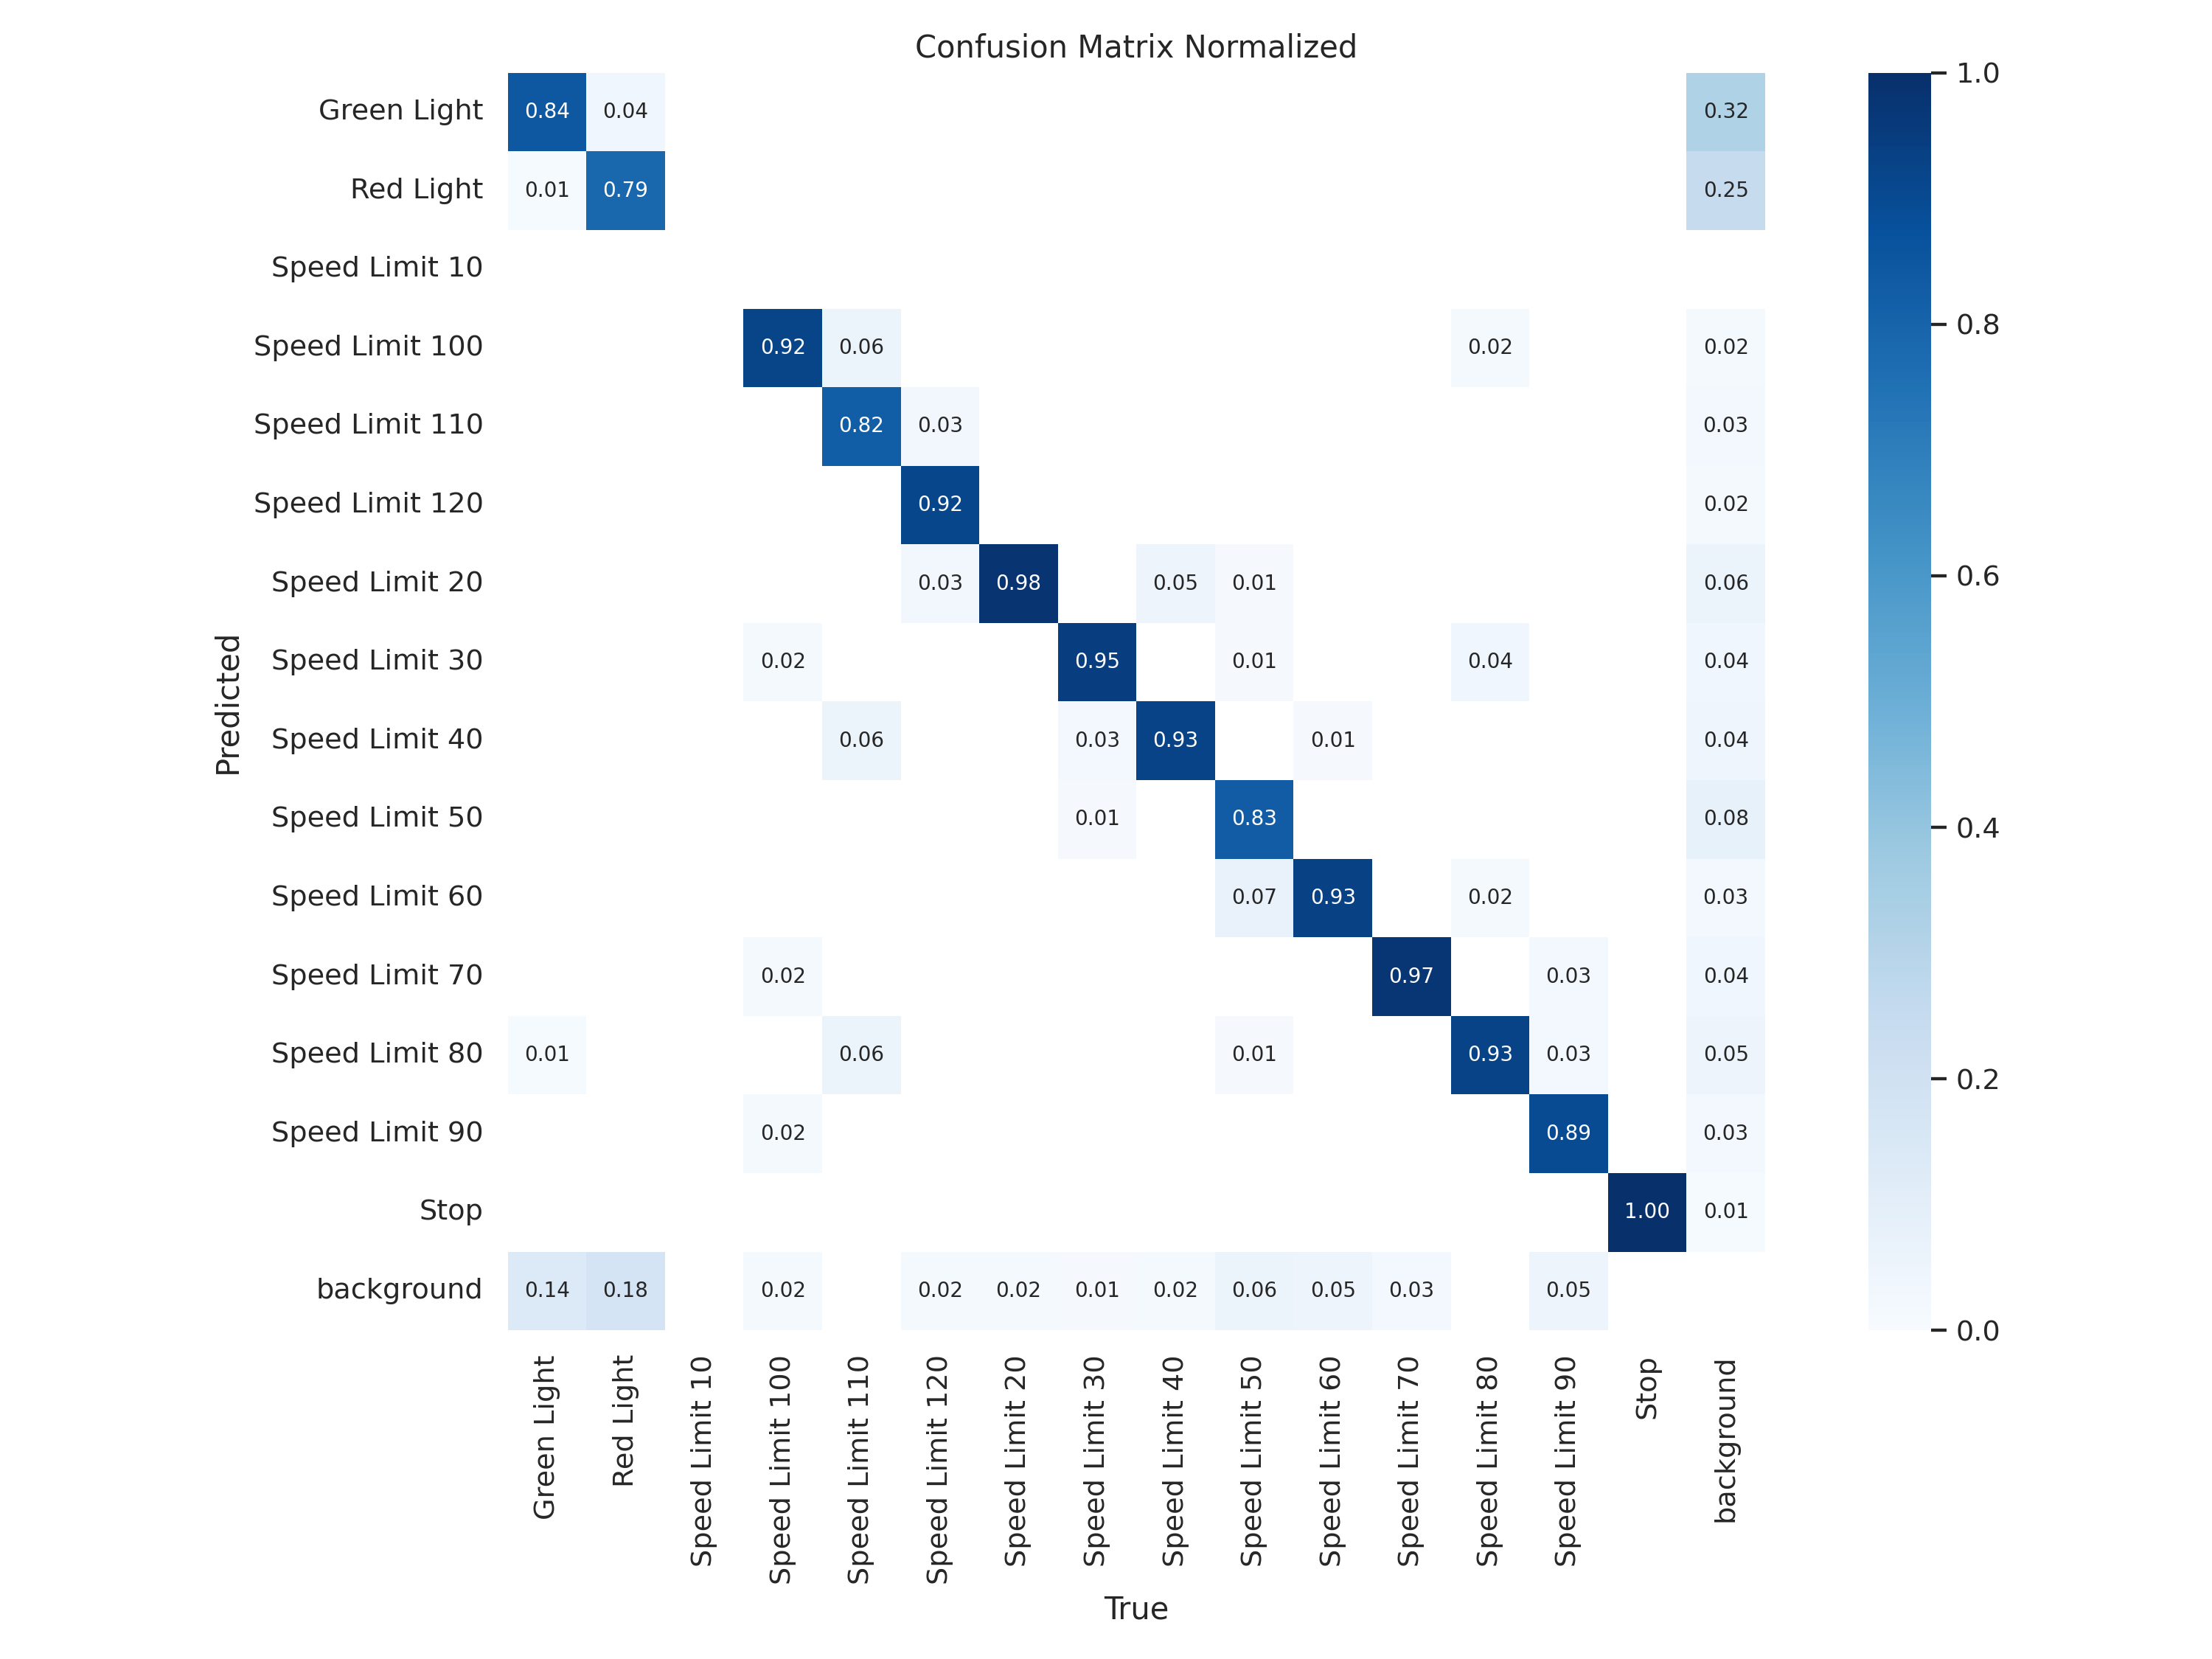 Confusion Matrix Normalized
Green Light 0.84 0.04 0.32
Red Light 0.01 0.79 0.25
Speed Limit 10
Speed Limit 100 0.92 0.06 0.02 0.02
Speed Limit 110 0.82 0.03 0.03
Speed Limit 120 0.92 0.02
Speed Limit 20 0.03 0.98 0.05 0.01 0.06
Speed Limit 30 0.02 0.95 0.01 0.04 0.04
Speed Limit 40 0.06 0.03 0.93 0.01 0.04
Speed Limit 50 0.01 0.83 0.08
Speed Limit 60 0.07 0.93 0.02 0.03
Speed Limit 70 0.02 0.97 0.03 0.04
Speed Limit 80 0.01 0.06 0.01 0.93 0.03 0.05
Speed Limit 90 0.02 0.89 0.03
Stop 1.00 0.01
background 0.14 0.18 0.02 0.02 0.02 0.01 0.02 0.06 0.05 0.03 0.05
Predicted
Green Light
Red Light
Speed Limit 10
Speed Limit 100
Speed Limit 110
Speed Limit 120
Speed Limit 20
Speed Limit 30
Speed Limit 40
Speed Limit 50
Speed Limit 60
Speed Limit 70
Speed Limit 80
Speed Limit 90
Stop
background
True
1.0
0.8
0.6
0.4
0.2
0.0